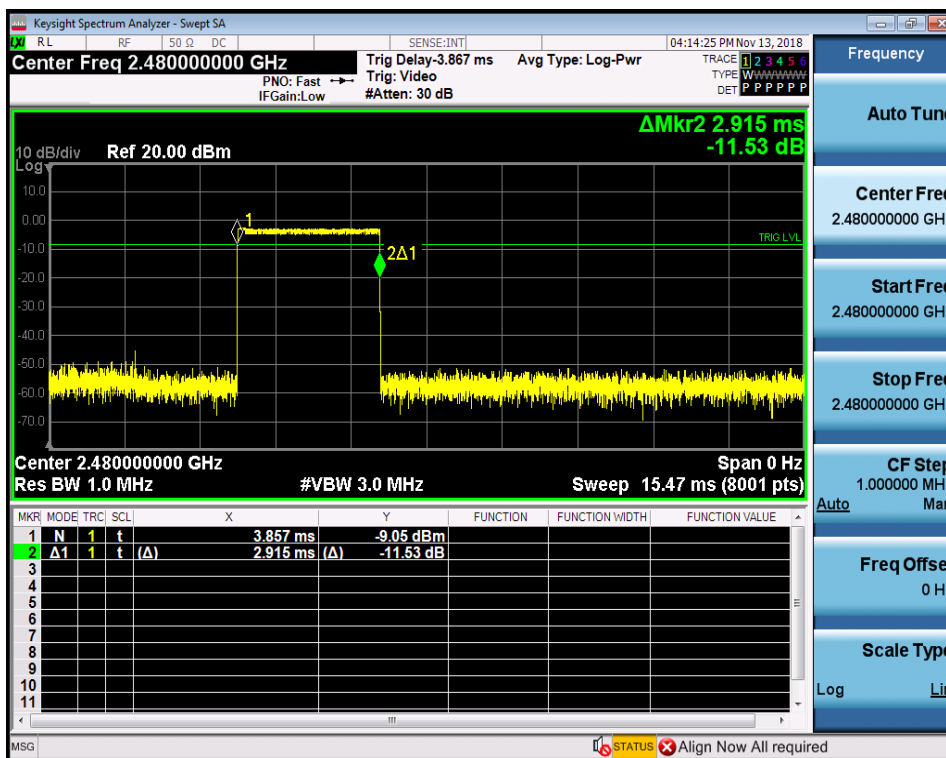 Keysight Spectrum Analyzer - Swept SA
LXI RL RF 50 Ω DC SENSE:INT 04:14:25 PM Nov 13, 2018
Center Freq 2.480000000 GHz
PNO: Fast
IFGain:Low
Trig Delay-3.867 ms
Trig: Video
#Atten: 30 dB
Avg Type: Log-Pwr
TRACE 1 2 3 4 5 6
TYPE WWWWWW
DET P P P P P P
ΔMkr2 2.915 ms
-11.53 dB
10 dB/div Ref 20.00 dBm
Log
10.0
0.00
-10.0
-20.0
-30.0
-40.0
-50.0
-60.0
-70.0
1
2Δ1
TRIG LVL
Center 2.480000000 GHz Span 0 Hz
Res BW 1.0 MHz #VBW 3.0 MHz Sweep 15.47 ms (8001 pts)
MKR MODE TRC SCL X Y FUNCTION FUNCTION WIDTH FUNCTION VALUE
1 N 1 t 3.857 ms -9.05 dBm
2 Δ1 1 t (Δ) 2.915 ms (Δ) -11.53 dB
3
4
5
6
7
8
9
10
11
MSG STATUS Align Now All required
Frequency
Auto Tun
Center Fre
2.480000000 GH
Start Fre
2.480000000 GH
Stop Fre
2.480000000 GH
CF Ste
1.000000 MH
Auto Ma
Freq Offse
0 H
Scale Typ
Log Li